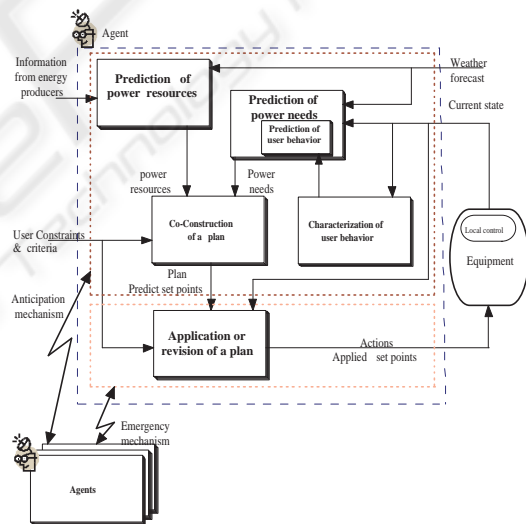 Agent
Information
from energy
producers
Prediction of
power resources
Weather
forecast
Prediction of
power needs
Prediction of
user behavior
Current state
power
resources
Power
needs
User Constraints
& criteria
Co-Construction
of a plan
Characterization of
user behavior
Local control
Equipment
Plan
Predict set points
Anticipation
mechanism
Application or
revision of a plan
Actions
Applied set points
Emergency
mechanism
Agents